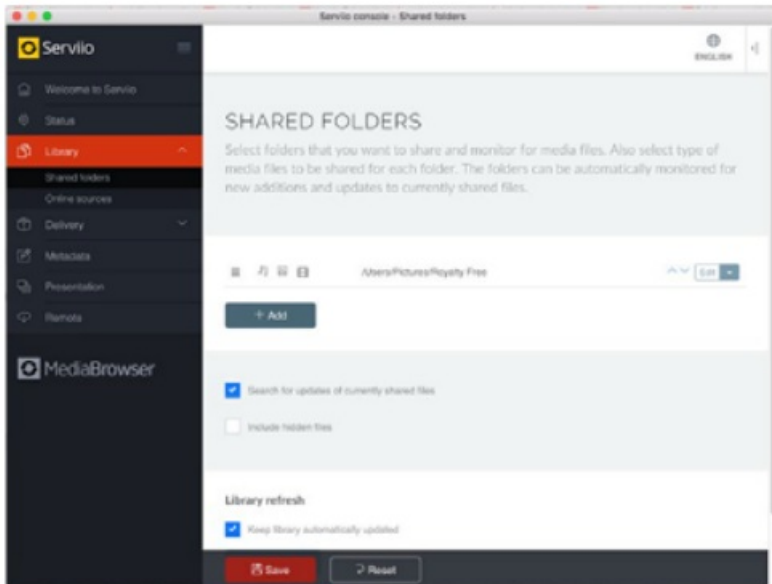 Serviio console - Shared folders
Serviio
ENGLISH
Welcome to Serviio
Status
Library
Shared folders
Online sources
Delivery
Metadata
Presentation
Remote
MediaBrowser
SHARED FOLDERS
Select folders that you want to share and monitor for media files. Also select type of
media files to be shared for each folder. The folders can be automatically monitored for
new additions and updates to currently shared files.
/Users/Pictures/Royalty Free
Edit
+ Add
Search for updates of currently shared files
Include hidden files
Library refresh
Keep library automatically updated
Save
Reset